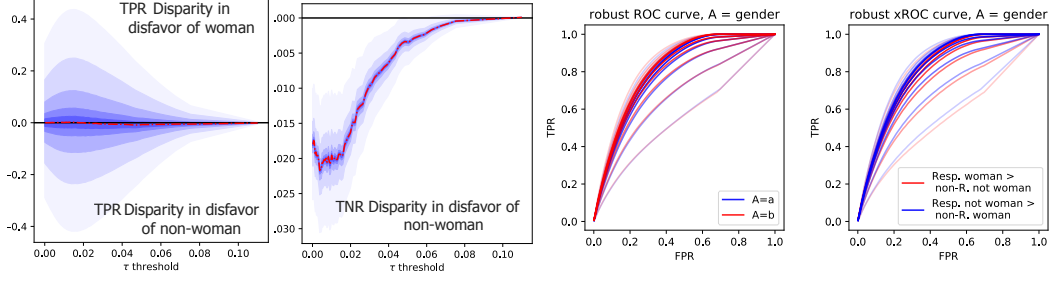 TPR Disparity in
disfavor of woman
0.4
0.2
0.0
-0.2
-0.4
TPR Disparity in disfavor
of non-woman
0.00 0.02 0.04 0.06 0.08 0.10
τ threshold
.000
.005
.010
.015
.020
.025
.030
TNR Disparity in disfavor of
non-woman
0.00 0.02 0.04 0.06 0.08 0.10
τ threshold
robust ROC curve, A = gender
TPR
1.0
0.8
0.6
0.4
0.2
0.0
A=a
A=b
0.0 0.2 0.4 0.6 0.8 1.0
FPR
robust xROC curve, A = gender
TPR
1.0
0.8
0.6
0.4
0.2
0.0
Resp. woman >
non-R. not woman
Resp. not woman >
non-R. woman
0.0 0.2 0.4 0.6 0.8 1.0
FPR